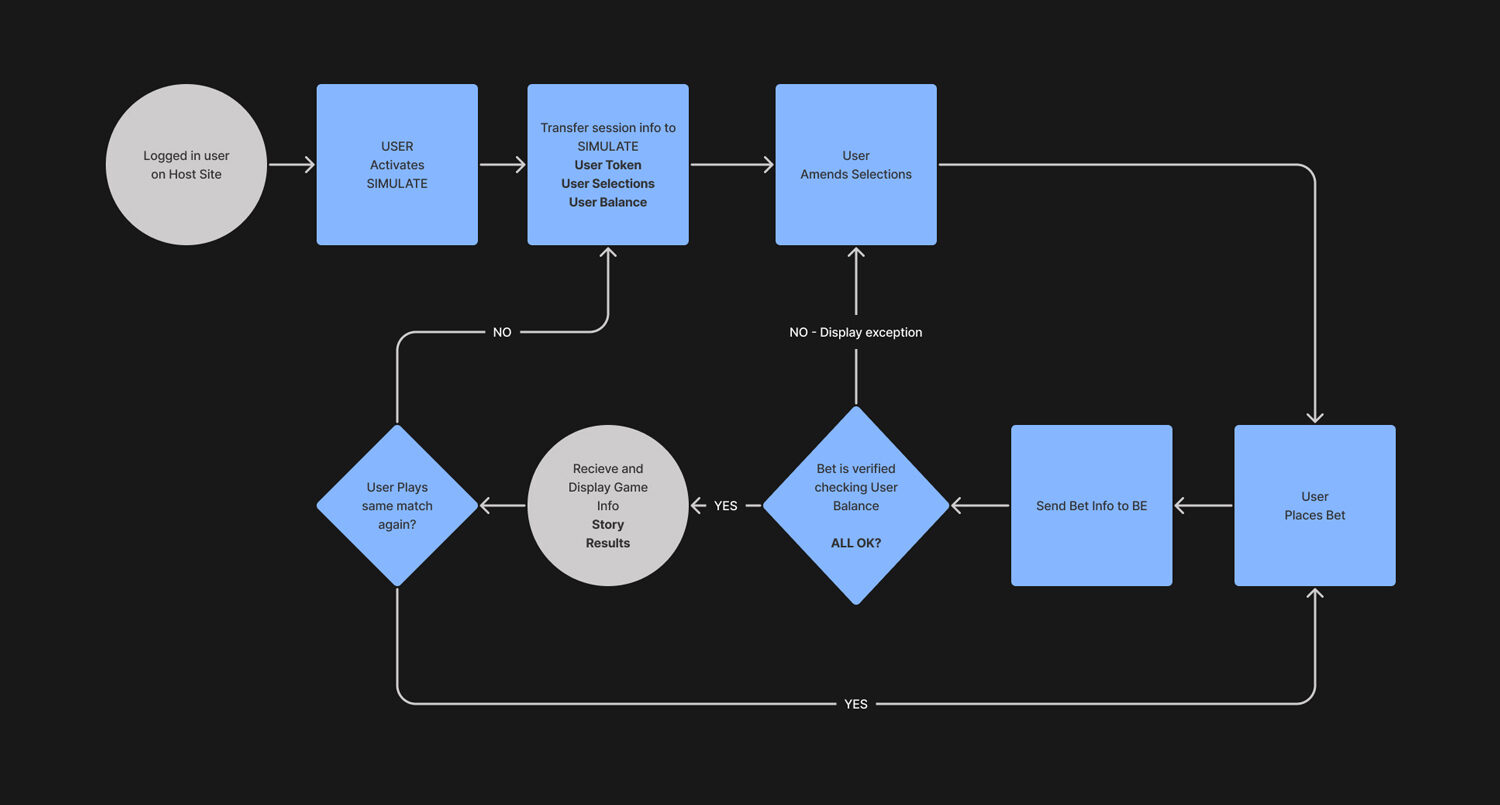 Logged in user
on Host Site
USER
Activates
SIMULATE
Transfer session info to
SIMULATE
User Token
User Selections
User Balance
User
Amends Selections
NO
NO - Display exception
User Plays
same match
again?
Recieve and
Display Game
Info
Story
Results
YES
Bet is verified
checking User
Balance
ALL OK?
Send Bet Info to BE
User
Places Bet
YES